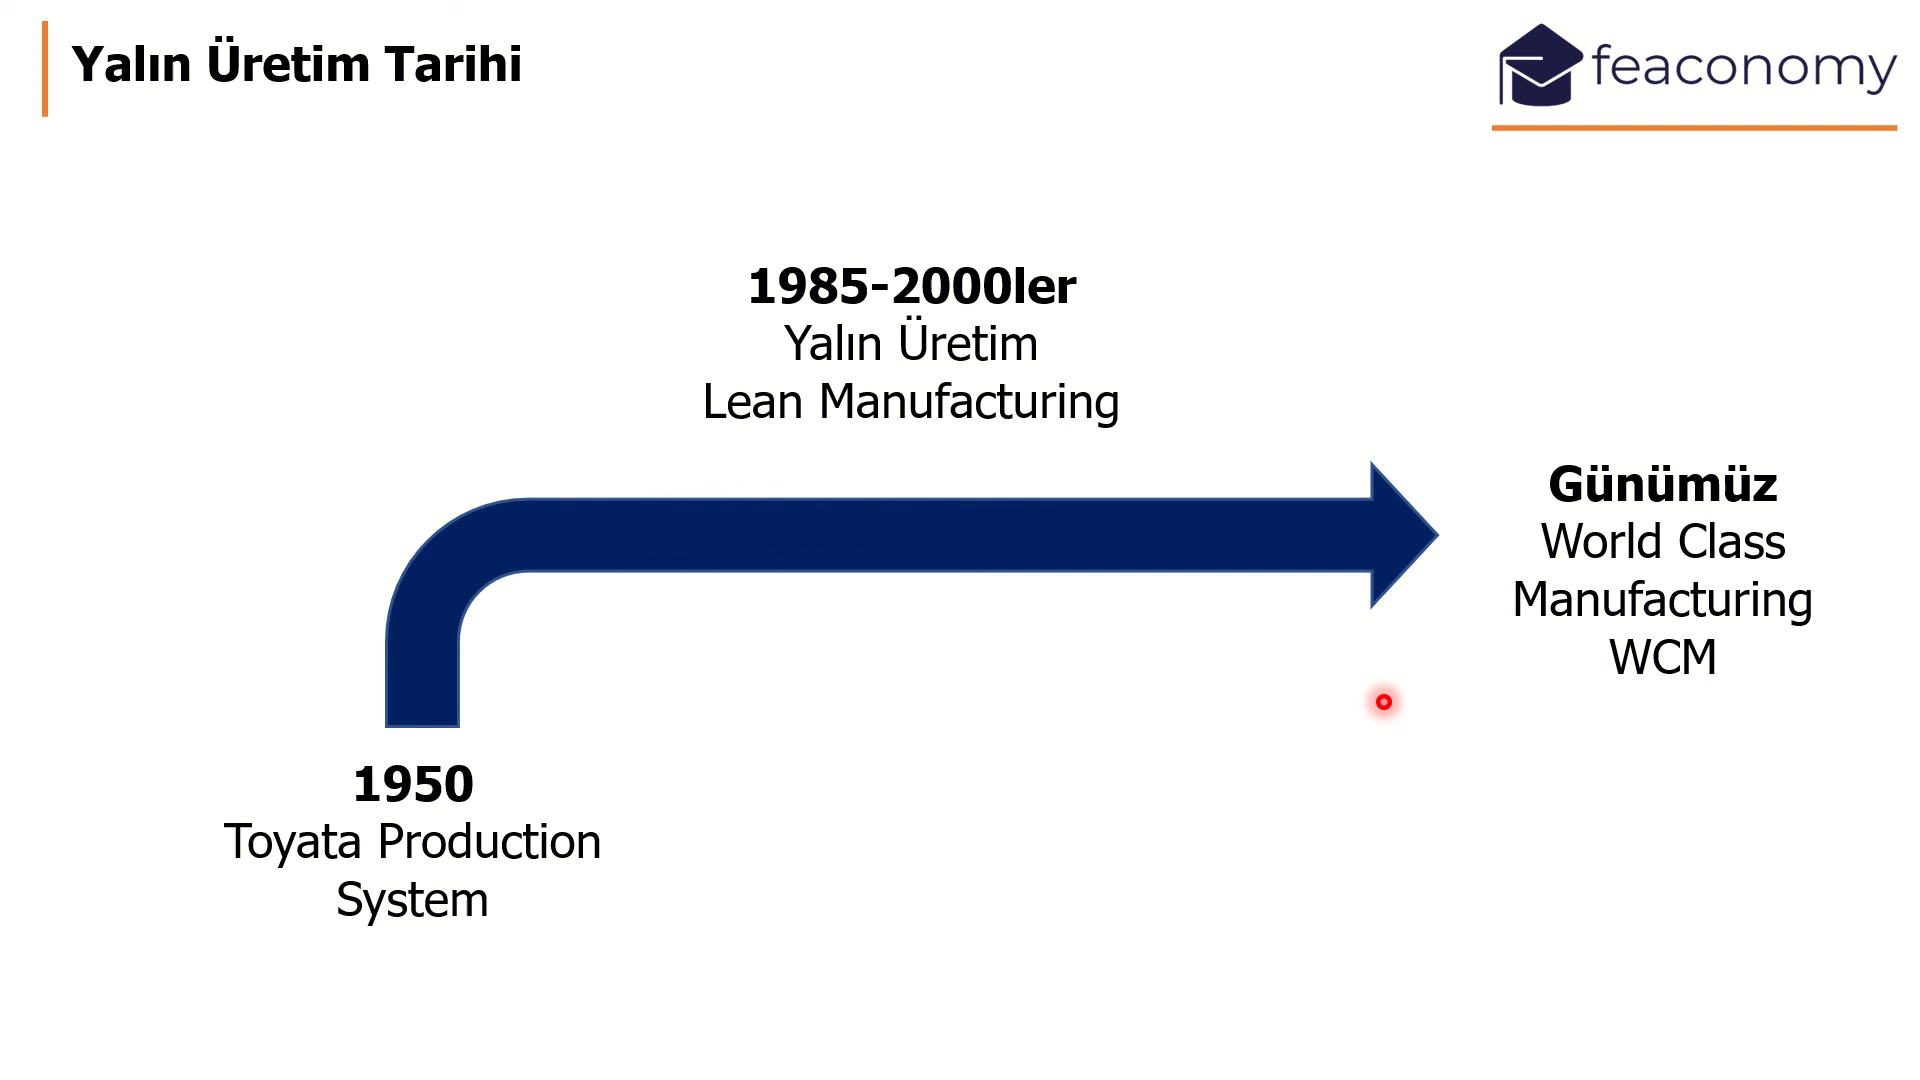 Yalın Üretim Tarihi
feaconomy
1985-2000ler
Yalın Üretim
Lean Manufacturing
Günümüz
World Class
Manufacturing
WCM
1950
Toyata Production
System